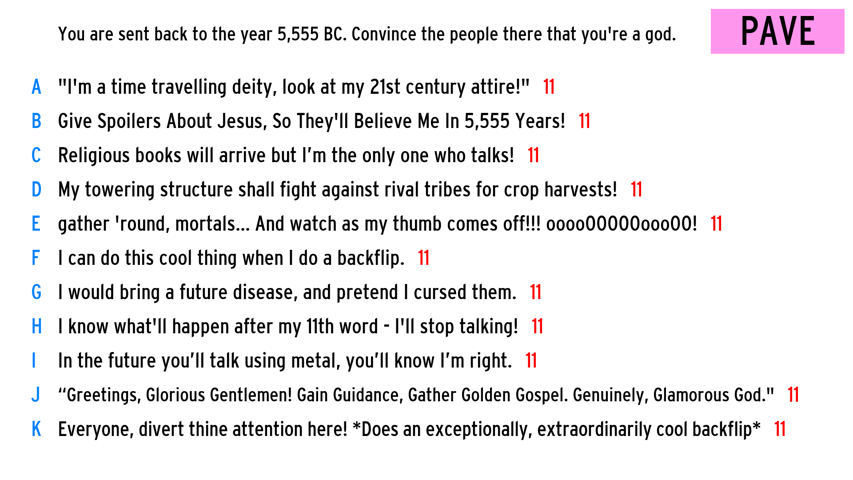 You are sent back to the year 5,555 BC. Convince the people there that you're a god.
PAVE
A "I'm a time travelling deity, look at my 21st century attire!" 11
B Give Spoilers About Jesus, So They'll Believe Me In 5,555 Years! 11
C Religious books will arrive but I’m the only one who talks! 11
D My towering structure shall fight against rival tribes for crop harvests! 11
E gather 'round, mortals... And watch as my thumb comes off!!! oooo00000ooo00! 11
F I can do this cool thing when I do a backflip. 11
G I would bring a future disease, and pretend I cursed them. 11
H I know what'll happen after my 11th word - I'll stop talking! 11
I In the future you’ll talk using metal, you’ll know I’m right. 11
J “Greetings, Glorious Gentlemen! Gain Guidance, Gather Golden Gospel. Genuinely, Glamorous God." 11
K Everyone, divert thine attention here! *Does an exceptionally, extraordinarily cool backflip* 11